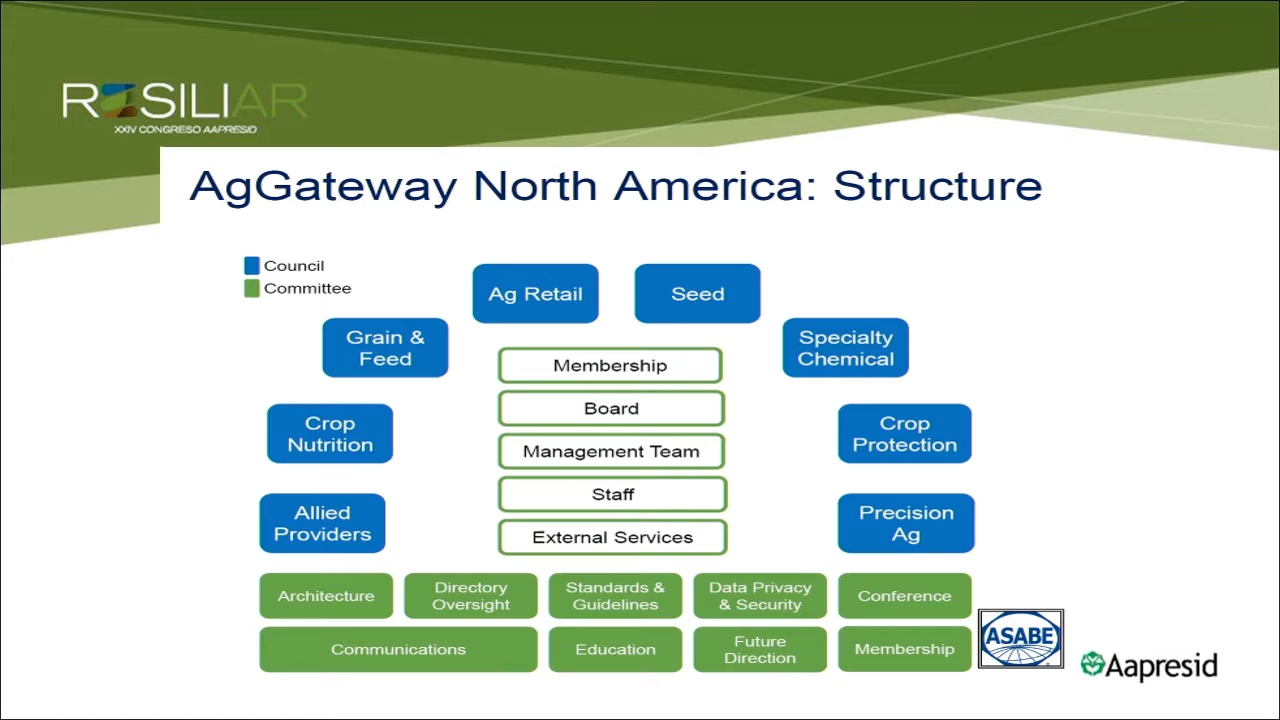 RESILIAR
XXIV CONGRESO AAPRESID
AgGateway North America: Structure
Council
Committee
Ag Retail
Seed
Grain &
Feed
Specialty
Chemical
Membership
Board
Management Team
Staff
External Services
Crop
Nutrition
Crop
Protection
Allied
Providers
Precision
Ag
Architecture
Directory
Oversight
Standards &
Guidelines
Data Privacy
& Security
Conference
Communications
Education
Future
Direction
Membership
ASABE
Aapresid